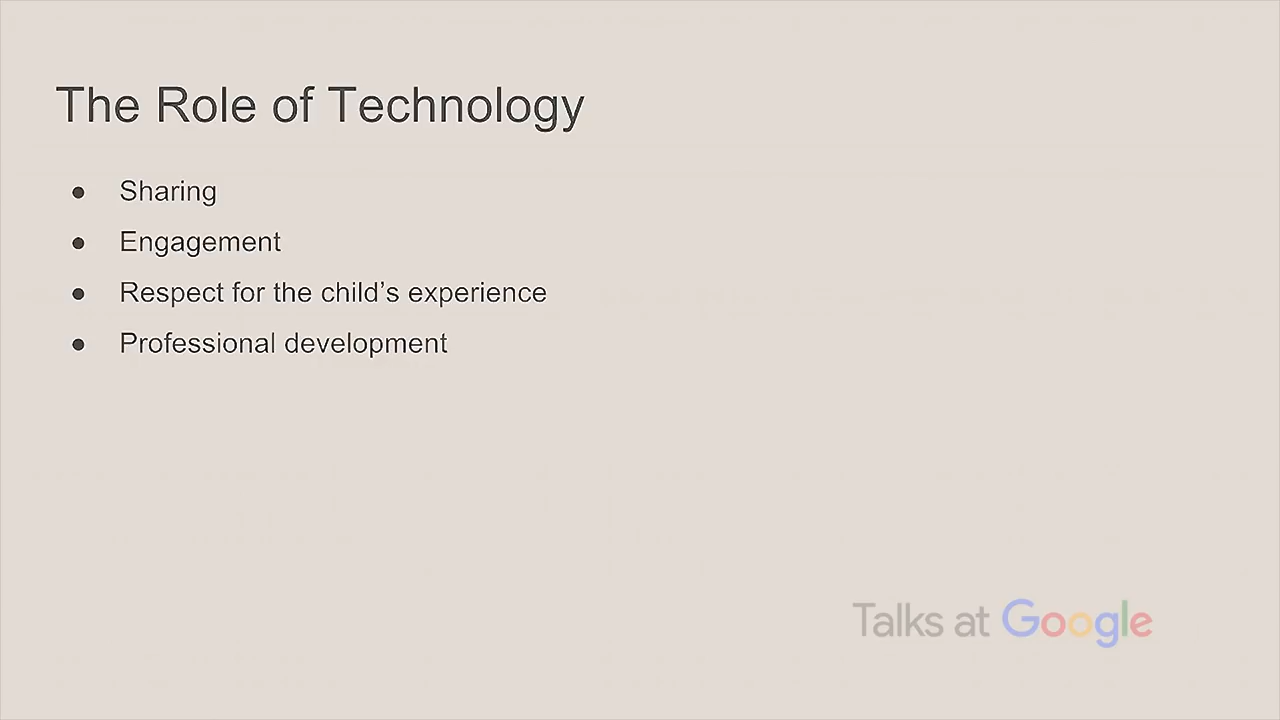 The Role of Technology
● Sharing
● Engagement
● Respect for the child’s experience
● Professional development
Talks at Google